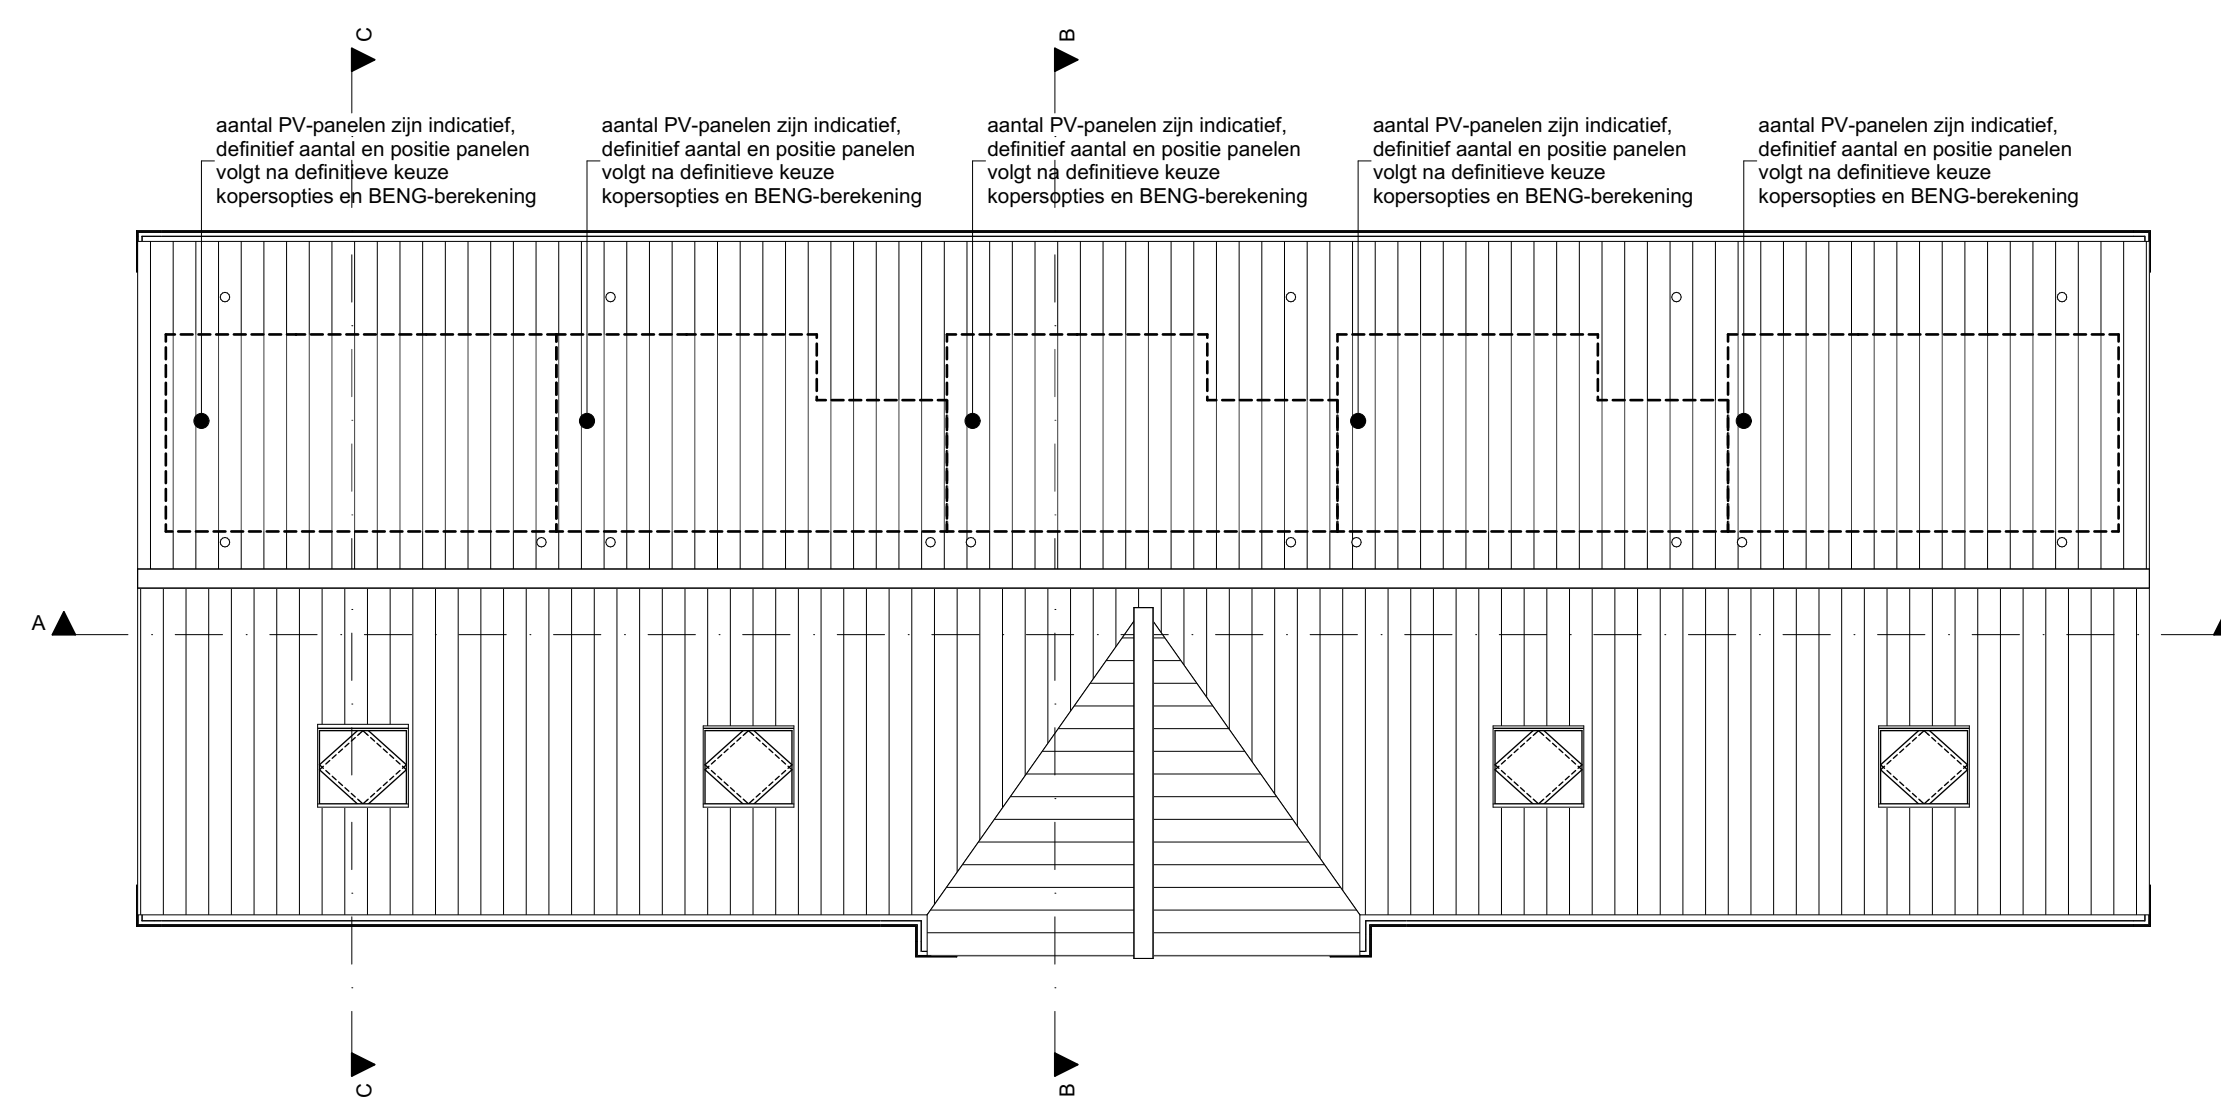 C
B
aantal PV-panelen zijn indicatief,
definitief aantal en positie panelen
volgt na definitieve keuze
kopersopties en BENG-berekening
aantal PV-panelen zijn indicatief,
definitief aantal en positie panelen
volgt na definitieve keuze
kopersopties en BENG-berekening
aantal PV-panelen zijn indicatief,
definitief aantal en positie panelen
volgt na definitieve keuze
kopersopties en BENG-berekening
aantal PV-panelen zijn indicatief,
definitief aantal en positie panelen
volgt na definitieve keuze
kopersopties en BENG-berekening
aantal PV-panelen zijn indicatief,
definitief aantal en positie panelen
volgt na definitieve keuze
kopersopties en BENG-berekening
A
C
B